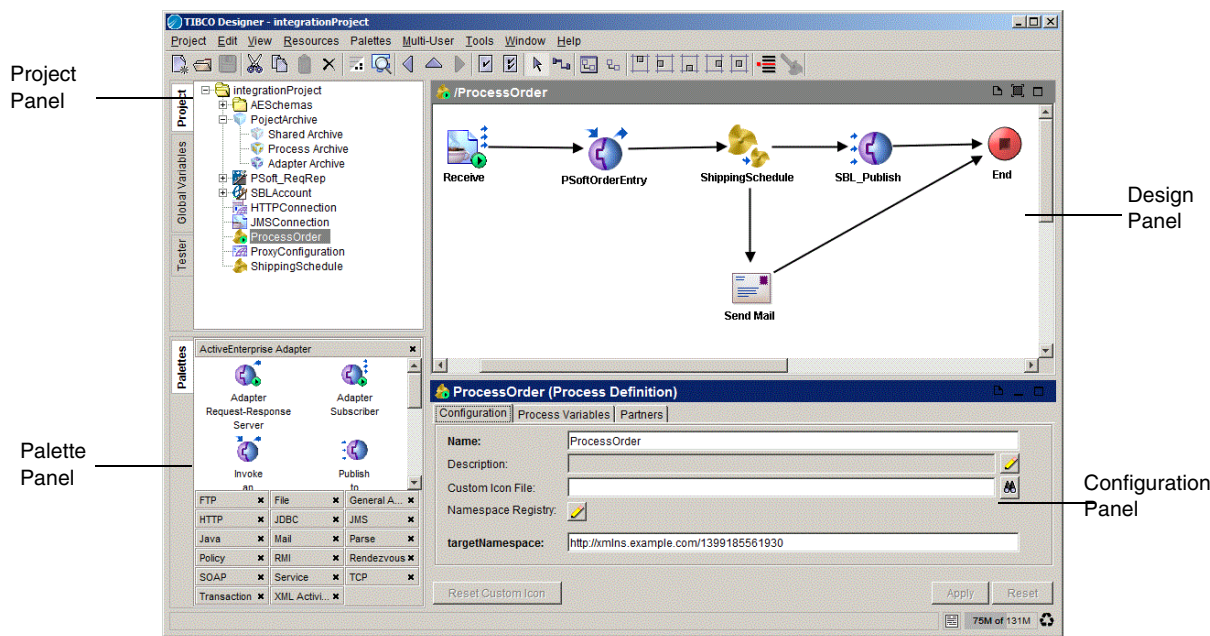 TIBCO Designer - integrationProject
Project Edit View Resources Palettes Multi-User Tools Window Help
Project
Panel
Project
Global Variables
Tester
integrationProject
AESchemas
PojectArchive
Shared Archive
Process Archive
Adapter Archive
PSoft_ReqRep
SBLAccount
HTTPConnection
JMSConnection
ProcessOrder
ProxyConfiguration
ShippingSchedule
/ProcessOrder
Receive
PSoftOrderEntry
ShippingSchedule
SBL_Publish
End
Send Mail
Design
Panel
Palette
Panel
Palettes
ActiveEnterprise Adapter
Adapter
Request-Response
Server
Adapter
Subscriber
Invoke
an
Publish
to
FTP File General A...
HTTP JDBC JMS
Java Mail Parse
Policy RMI Rendezvous
SOAP Service TCP
Transaction XML Activi...
ProcessOrder (Process Definition)
Configuration Process Variables Partners
Name: ProcessOrder
Description:
Custom Icon File:
Namespace Registry:
targetNamespace: http://xmlns.example.com/1399185561930
Reset Custom Icon Apply Reset
75M of 131M
Configuration
Panel